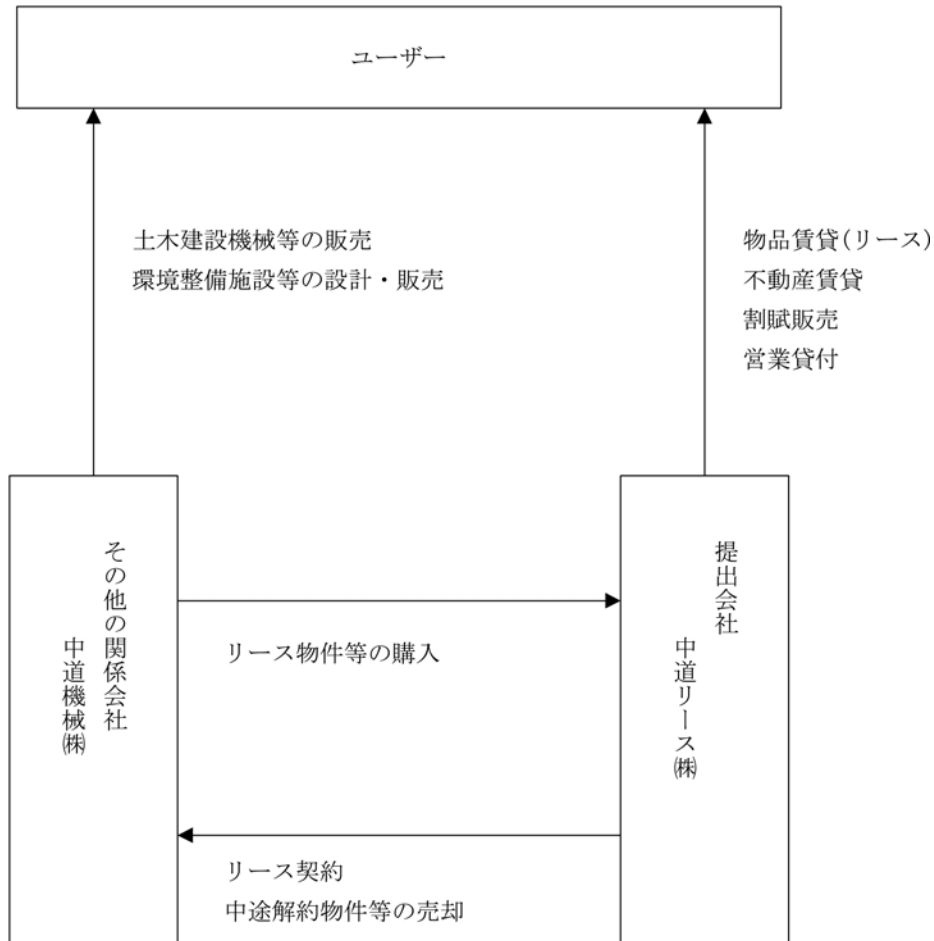 ユーザー
土木建設機械等の販売
環境整備施設等の設計・販売
物品賃貸(リース)
不動産賃貸
割賦販売
営業貸付
その他の関係会社
中道機械㈱
リース物件等の購入
提出会社
中道リース㈱
リース契約
中途解約物件等の売却